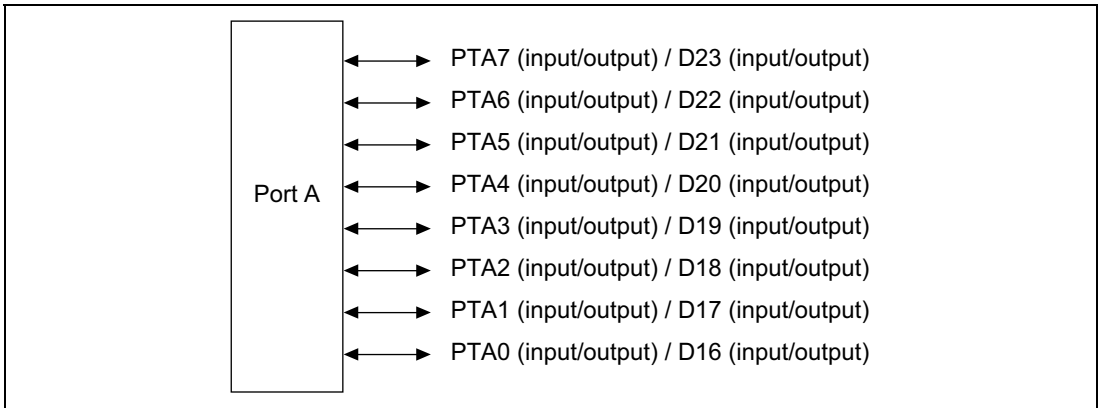 PTA7 (input/output) / D23 (input/output)
PTA6 (input/output) / D22 (input/output)
PTA5 (input/output) / D21 (input/output)
PTA4 (input/output) / D20 (input/output)
Port A
PTA3 (input/output) / D19 (input/output)
PTA2 (input/output) / D18 (input/output)
PTA1 (input/output) / D17 (input/output)
PTA0 (input/output) / D16 (input/output)